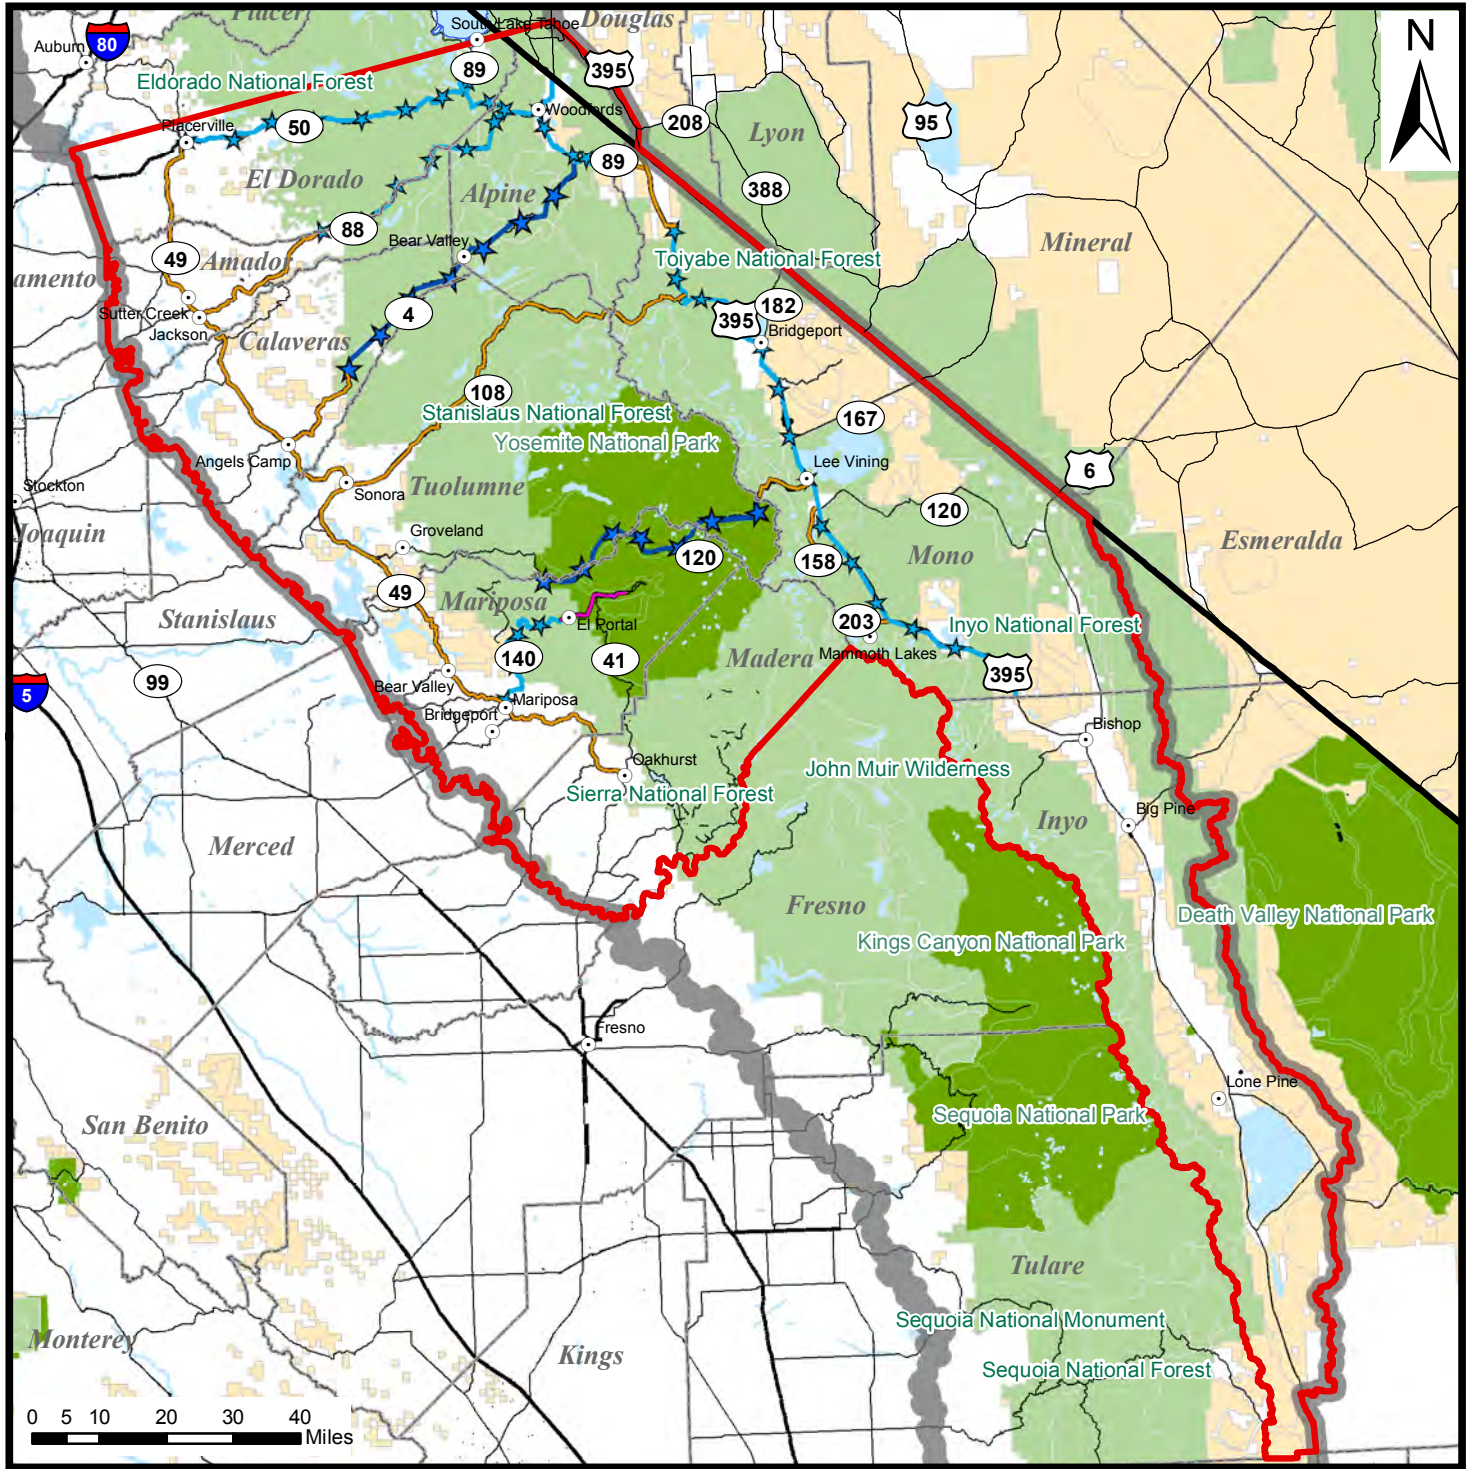 Placer
Douglas
South Lake Tahoe
N
Auburn
80
395
89
Eldorado National Forest
Woodfords
95
208
50
Placerville
Lyon
89
El Dorado
Alpine
388
88
Bear Valley
Mineral
49
Amador
Toiyabe National Forest
amento
182
Sutter Creek
4
395
Jackson
Bridgeport
Calaveras
108
Stanislaus National Forest
167
Yosemite National Park
Angels Camp
Lee Vining
6
Stockton
Sonora
Tuolumne
120
Groveland
Joaquin
Esmeralda
120
158
Mono
49
Mariposa
Stanislaus
El Portal
203
Inyo National Forest
140
41
Madera
Mammoth Lakes
99
395
Bear Valley
5
Mariposa
Bridgeport
Bishop
Oakhurst
John Muir Wilderness
Sierra National Forest
Big Pine
Inyo
Merced
Fresno
Death Valley National Park
Kings Canyon National Park
Fresno
Lone Pine
Sequoia National Park
San Benito
Tulare
Sequoia National Monument
Monterey
Kings
Sequoia National Forest
0 5 10 20 30 40
Miles